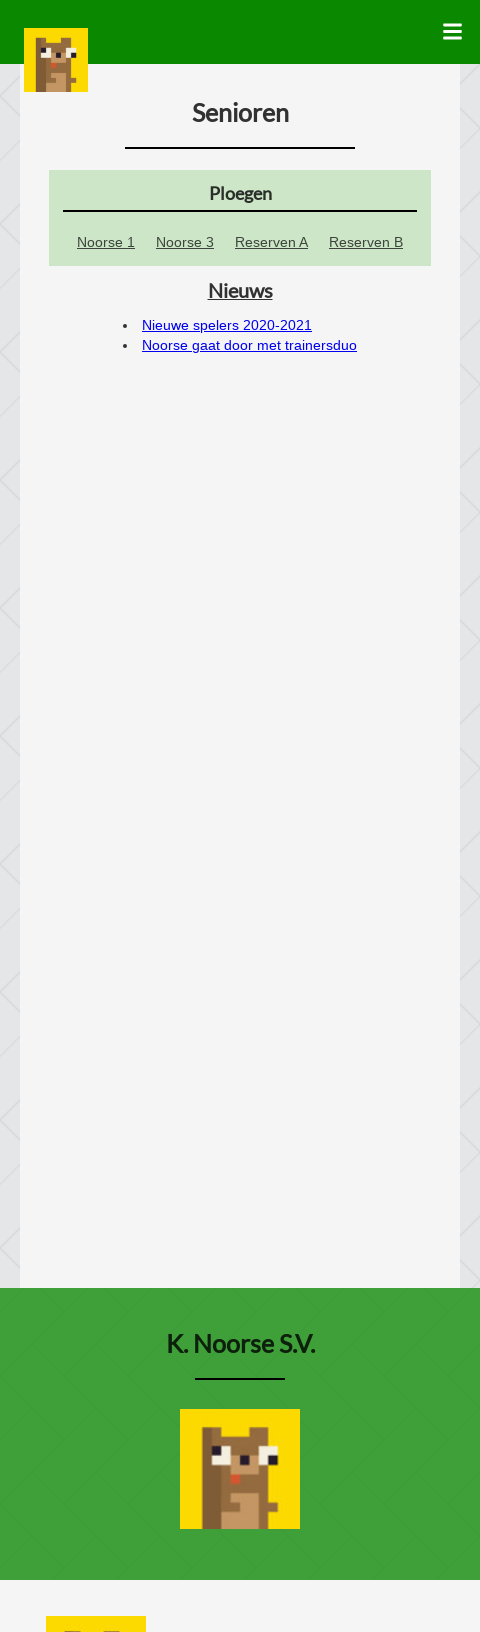 Senioren
Ploegen
Noorse 1 Noorse 3 Reserven A Reserven B
Nieuws
Nieuwe spelers 2020-2021
Noorse gaat door met trainersduo
K. Noorse S.V.